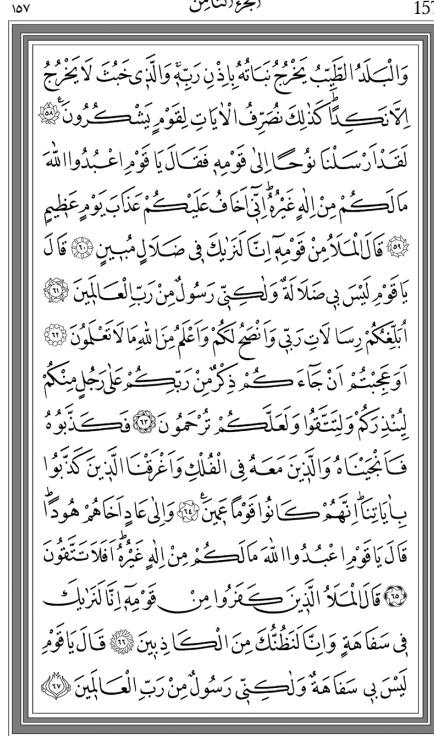 ١٥٧ الجزء الثامن 157
وَالْبَلَدُ الطَّيِّبُ يَخْرُجُ نَبَاتُهُ بِاِذْنِ رَبِّهٖۚ وَالَّذٖي خَبُثَ لَا يَخْرُجُ
اِلَّا نَكِدًاؕ كَذٰلِكَ نُصَرِّفُ الْاٰيَاتِ لِقَوْمٍ يَشْكُرُونَ ࣖ ﴿٥٨﴾
لَقَدْ اَرْسَلْنَا نُوحًا اِلٰى قَوْمِهٖ فَقَالَ يَا قَوْمِ اعْبُدُوا اللّٰهَ
مَا لَكُمْ مِنْ اِلٰهٍ غَيْرُهُؕ اِنّٖٓي اَخَافُ عَلَيْكُمْ عَذَابَ يَوْمٍ عَظٖيمٍ
﴿٥٩﴾ قَالَ الْمَلَاُ مِنْ قَوْمِهٖٓ اِنَّا لَنَرٰيكَ فٖي ضَلَالٍ مُبٖينٍ ﴿٦٠﴾ قَالَ
يَا قَوْمِ لَيْسَ بٖي ضَلَالَةٌ وَلٰكِنّٖي رَسُولٌ مِنْ رَبِّ الْعَالَمٖينَ ﴿٦١﴾
اُبَلِّغُكُمْ رِسَالَاتِ رَبّٖي وَاَنْصَحُ لَكُمْ وَاَعْلَمُ مِنَ اللّٰهِ مَا لَا تَعْلَمُونَ ﴿٦٢﴾
اَوَعَجِبْتُمْ اَنْ جَٓاءَكُمْ ذِكْرٌ مِنْ رَبِّكُمْ عَلٰى رَجُلٍ مِنْكُمْ
لِيُنْذِرَكُمْ وَلِتَتَّقُوا وَلَعَلَّكُمْ تُرْحَمُونَ ﴿٦٣﴾ فَكَذَّبُوهُ
فَاَنْجَيْنَاهُ وَالَّذٖينَ مَعَهُ فِي الْفُلْكِ وَاَغْرَقْنَا الَّذٖينَ كَذَّبُوا
بِاٰيَاتِنَاؕ اِنَّهُمْ كَانُوا قَوْمًا عَمٖينَ ࣖ ﴿٦٤﴾ وَاِلٰى عَادٍ اَخَاهُمْ هُودًاؕ
قَالَ يَا قَوْمِ اعْبُدُوا اللّٰهَ مَا لَكُمْ مِنْ اِلٰهٍ غَيْرُهُؕ اَفَلَا تَتَّقُونَ
﴿٦٥﴾ قَالَ الْمَلَاُ الَّذٖينَ كَفَرُوا مِنْ قَوْمِهٖٓ اِنَّا لَنَرٰيكَ
فٖي سَفَاهَةٍ وَاِنَّا لَنَظُنُّكَ مِنَ الْكَاذِبٖينَ ﴿٦٦﴾ قَالَ يَا قَوْمِ
لَيْسَ بٖي سَفَاهَةٌ وَلٰكِنّٖي رَسُولٌ مِنْ رَبِّ الْعَالَمٖينَ ﴿٦٧﴾